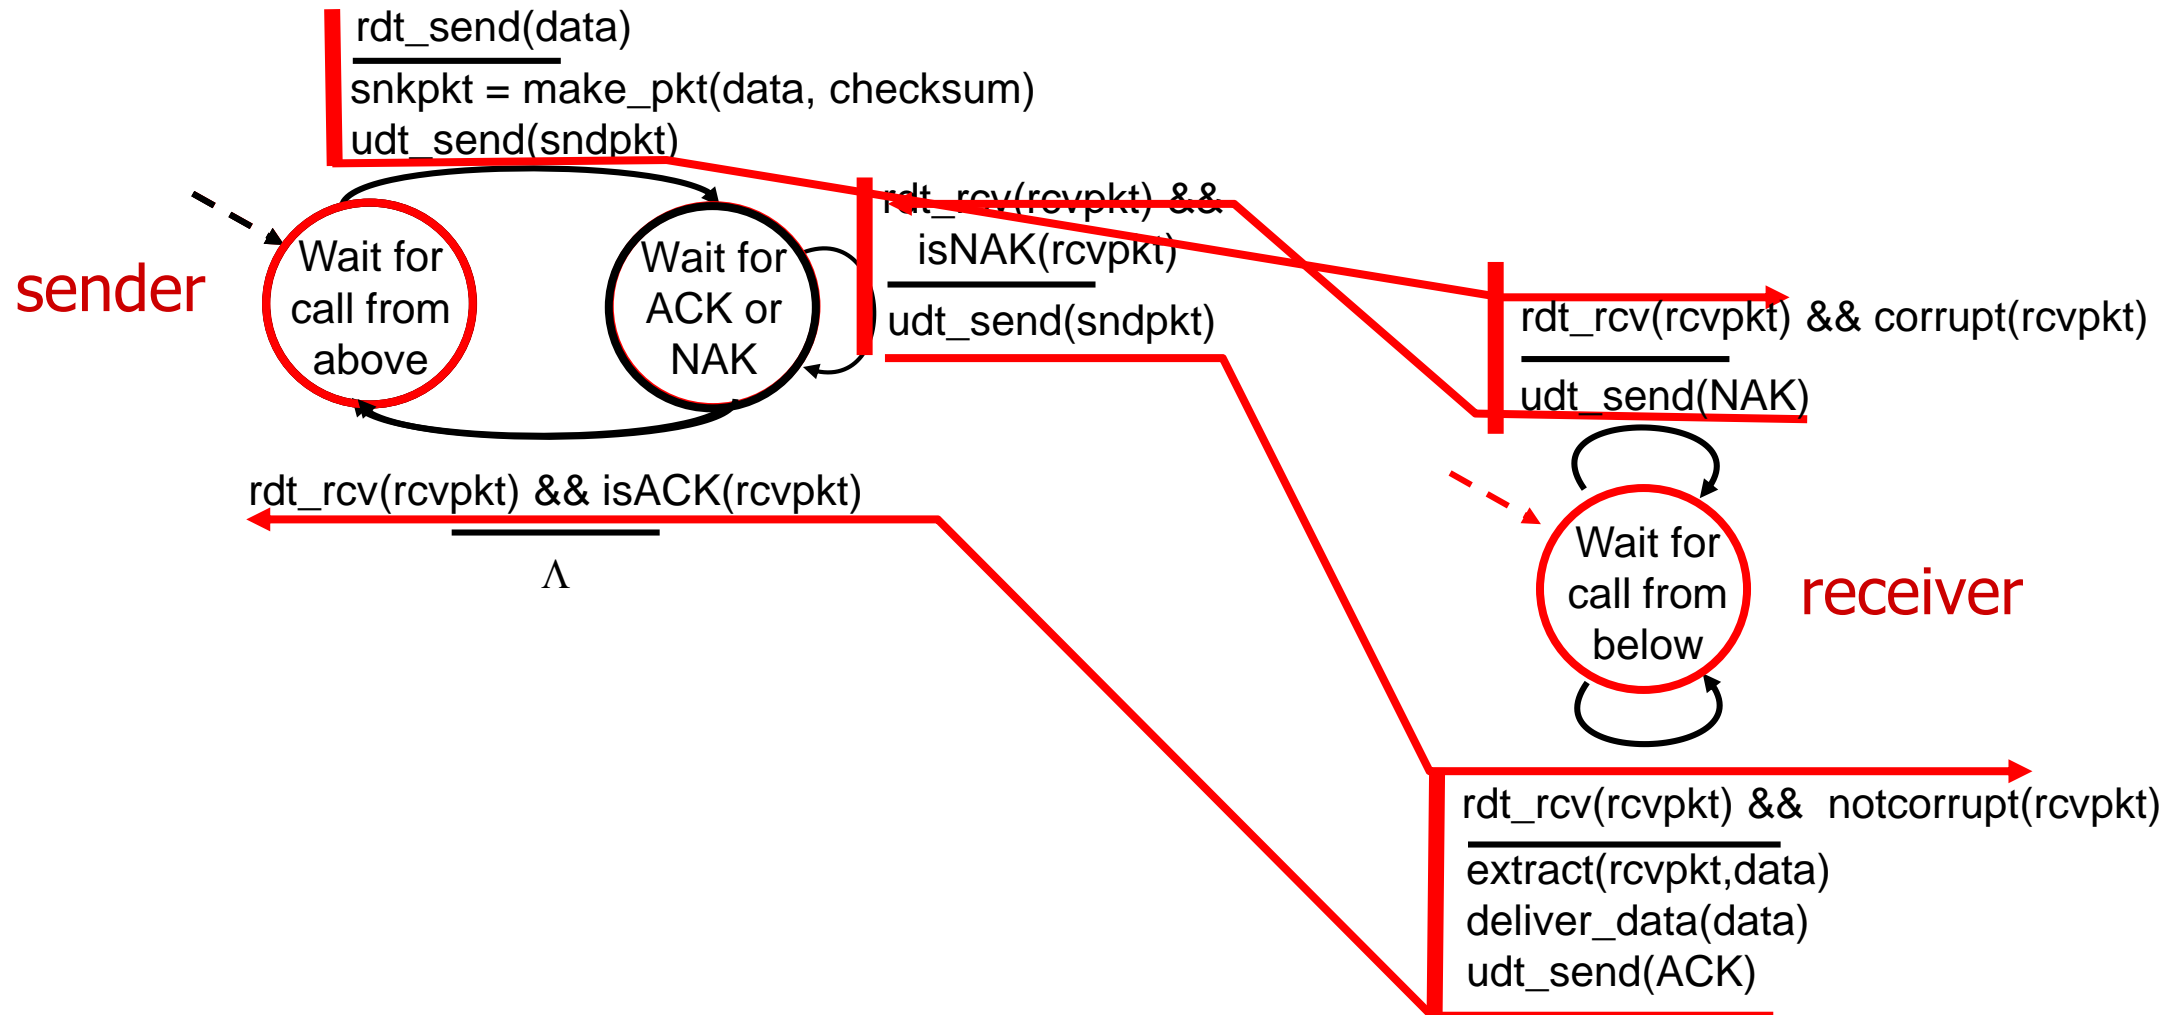 rdt_send(data)
snkpkt = make_pkt(data, checksum)
udt_send(sndpkt)
rdt_rcv(rcvpkt) &&
isNAK(rcvpkt)
udt_send(sndpkt)
sender
Wait for
call from
above
Wait for
ACK or
NAK
rdt_rcv(rcvpkt) && isACK(rcvpkt)
Λ
rdt_rcv(rcvpkt) && corrupt(rcvpkt)
udt_send(NAK)
Wait for
call from
below
receiver
rdt_rcv(rcvpkt) && notcorrupt(rcvpkt)
extract(rcvpkt,data)
deliver_data(data)
udt_send(ACK)